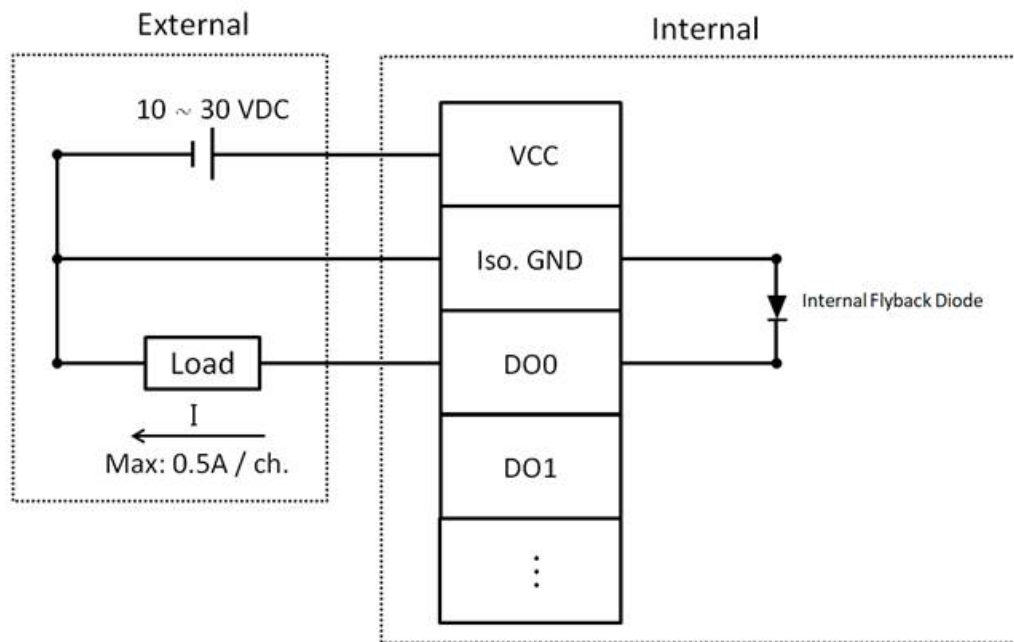 External
Internal
10 ~ 30 VDC
VCC
Iso. GND
Internal Flyback Diode
Load
DO0
I
Max: 0.5A / ch.
DO1
⋮